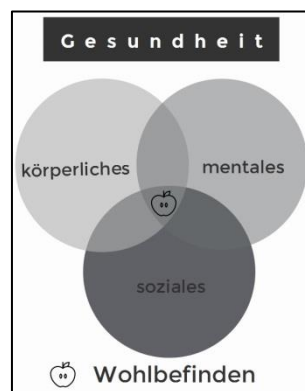 Gesundheit
körperliches
mentales
soziales
Wohlbefinden